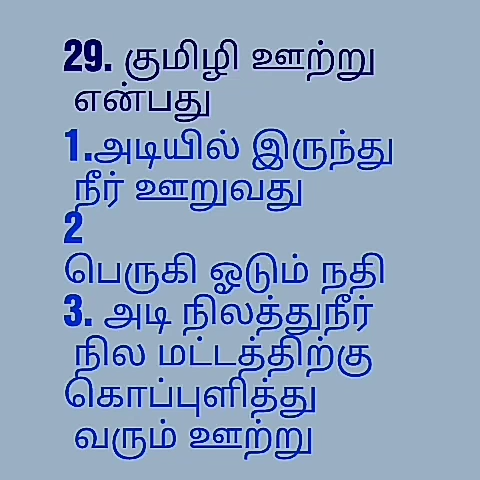 29. குமிழி ஊற்று
என்பது
1.அடியில் இருந்து
நீர் ஊறுவது
2
பெருகி ஓடும் நதி
3. அடி நிலத்துநீர்
நில மட்டத்திற்கு
கொப்புளித்து
வரும் ஊற்று